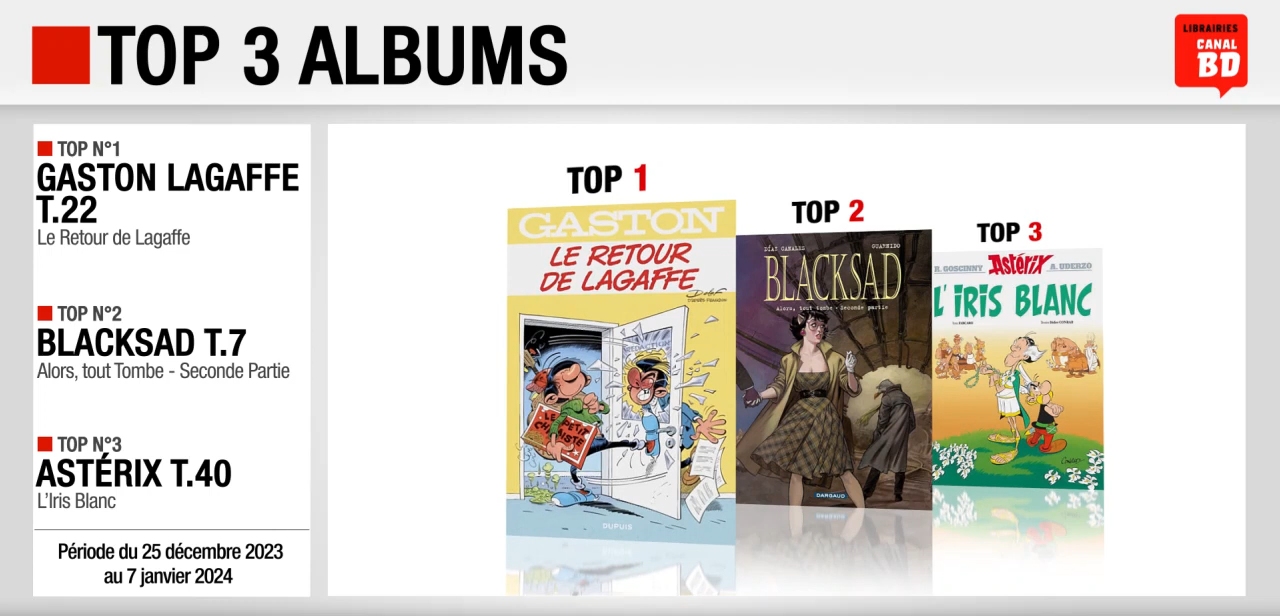 TOP 3 ALBUMS
LIBRAIRIES
CANAL
BD
TOP N°1
GASTON LAGAFFE
T.22
Le Retour de Lagaffe
TOP N°2
BLACKSAD T.7
Alors, tout Tombe - Seconde Partie
TOP N°3
ASTÉRIX T.40
L'Iris Blanc
Période du 25 décembre 2023
au 7 janvier 2024
TOP 1
GASTON
LE RETOUR
DE LAGAFFE
Delaf
LE PETIT
DUPUIS
TOP 2
DÍAZ CANALES GUARNIDO
BLACKSAD
Alors, tout tombe - Seconde partie
DARGAUD
TOP 3
R. GOSCINNY Astérix A. UDERZO
L'IRIS BLANC